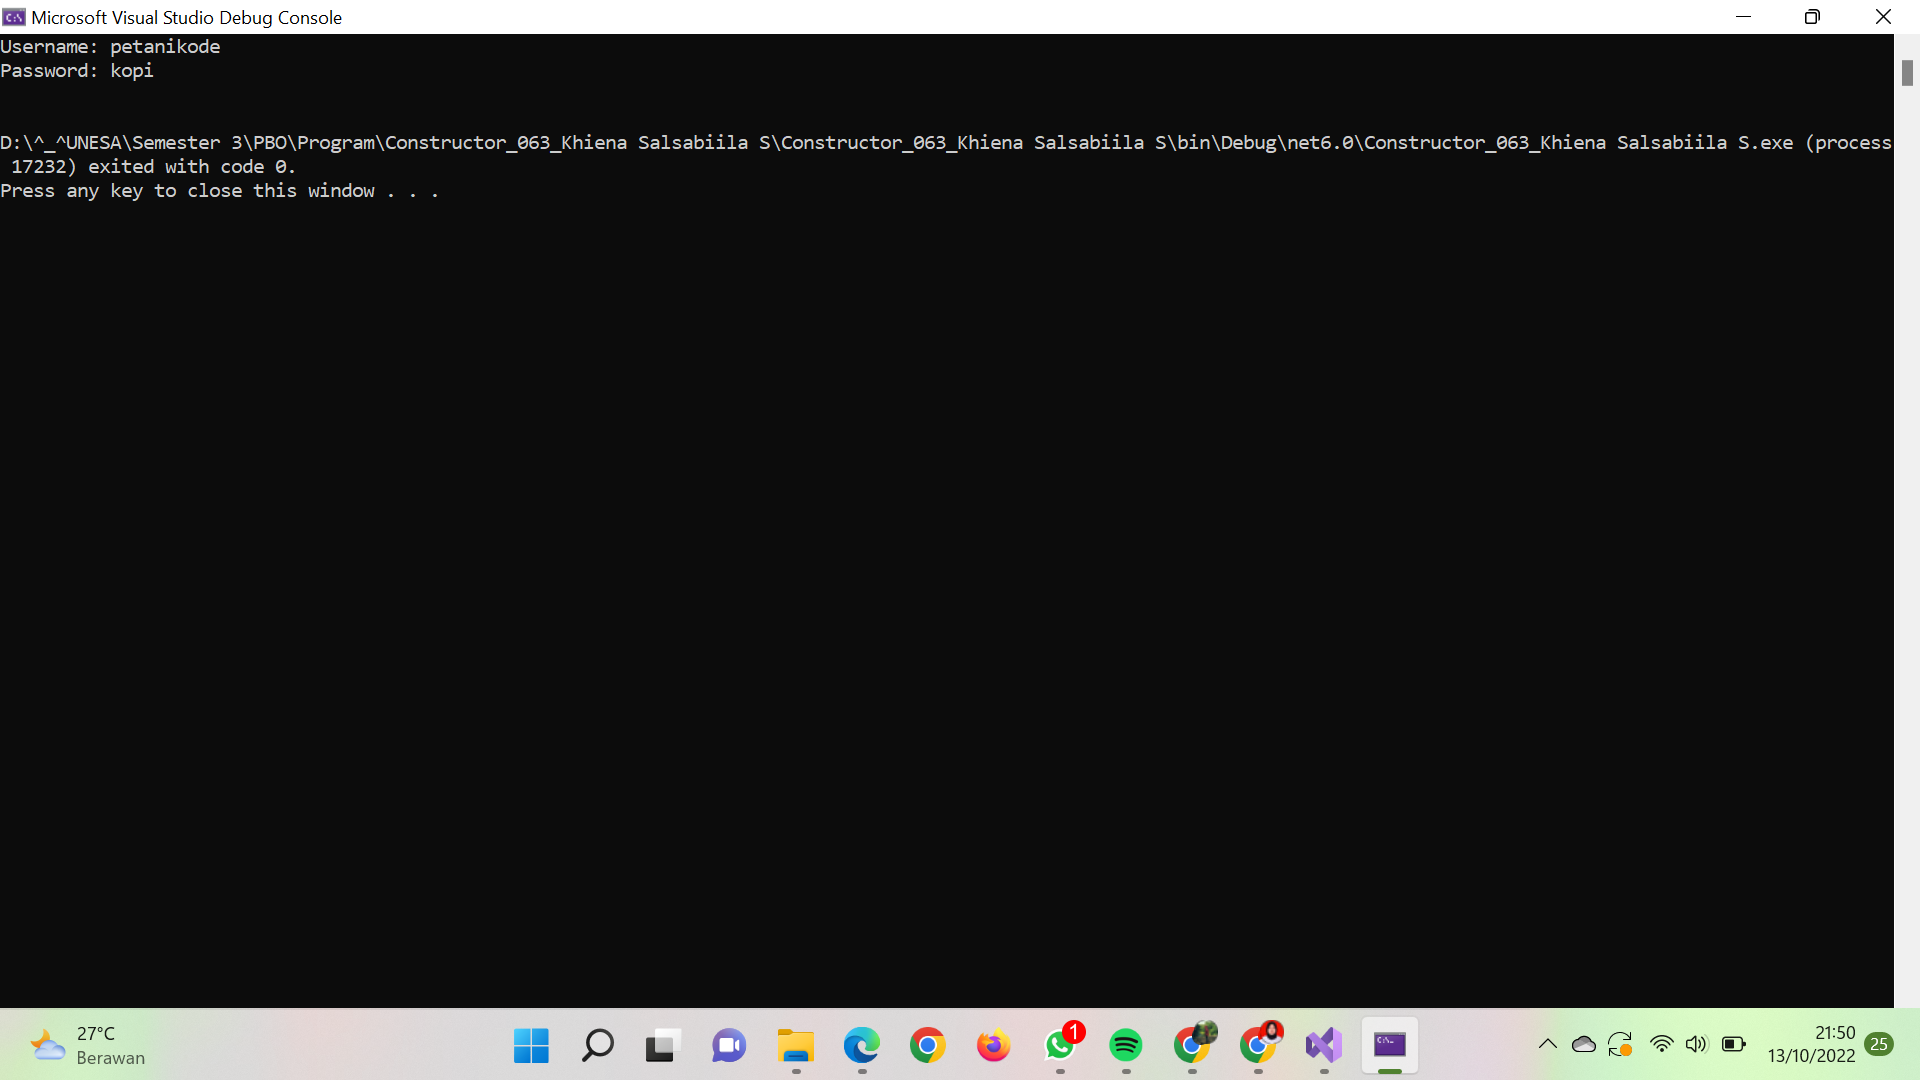 Microsoft Visual Studio Debug Console
Username: petanikode
Password: kopi
D:\^_^UNESA\Semester 3\PBO\Program\Constructor_063_Khiena Salsabiila S\Constructor_063_Khiena Salsabiila S\bin\Debug\net6.0\Constructor_063_Khiena Salsabiila S.exe (process
17232) exited with code 0.
Press any key to close this window . . .
27°C
Berawan
1
21:50
13/10/2022
25